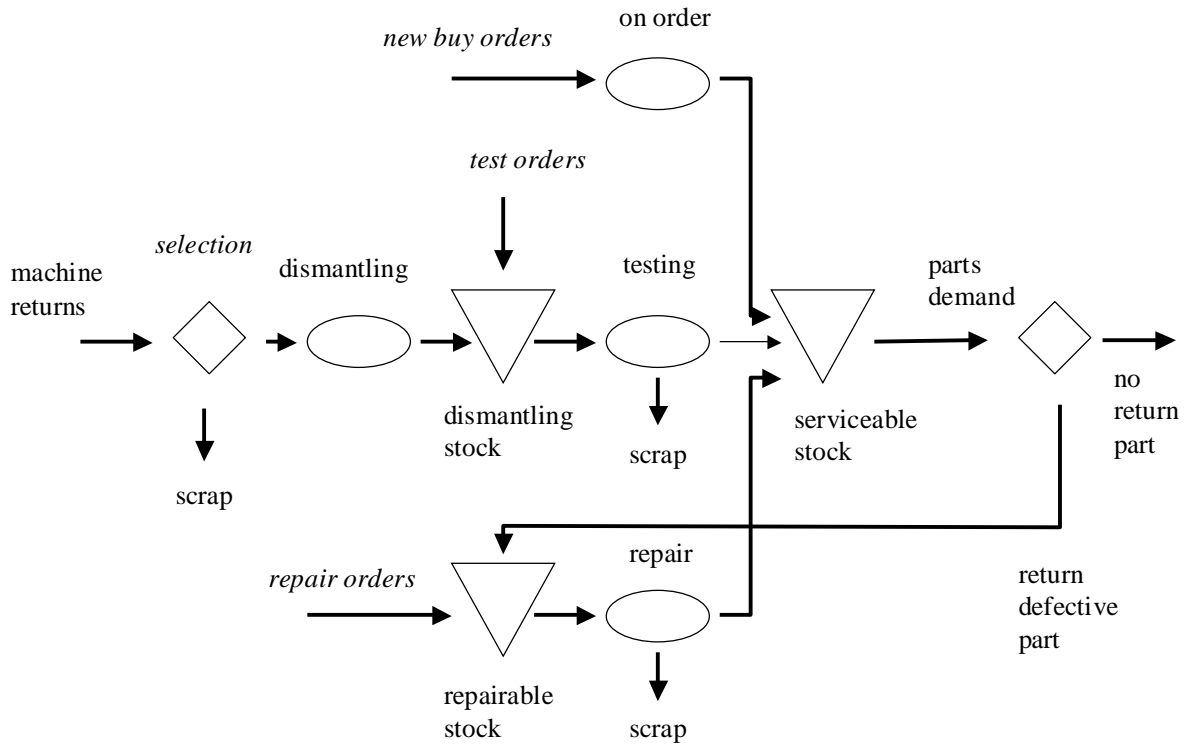 on order
new buy orders
test orders
selection
machine
returns
dismantling
testing
parts
demand
dismantling
stock
scrap
serviceable
stock
no
return
part
scrap
repair orders
repair
return
defective
part
repairable
stock
scrap